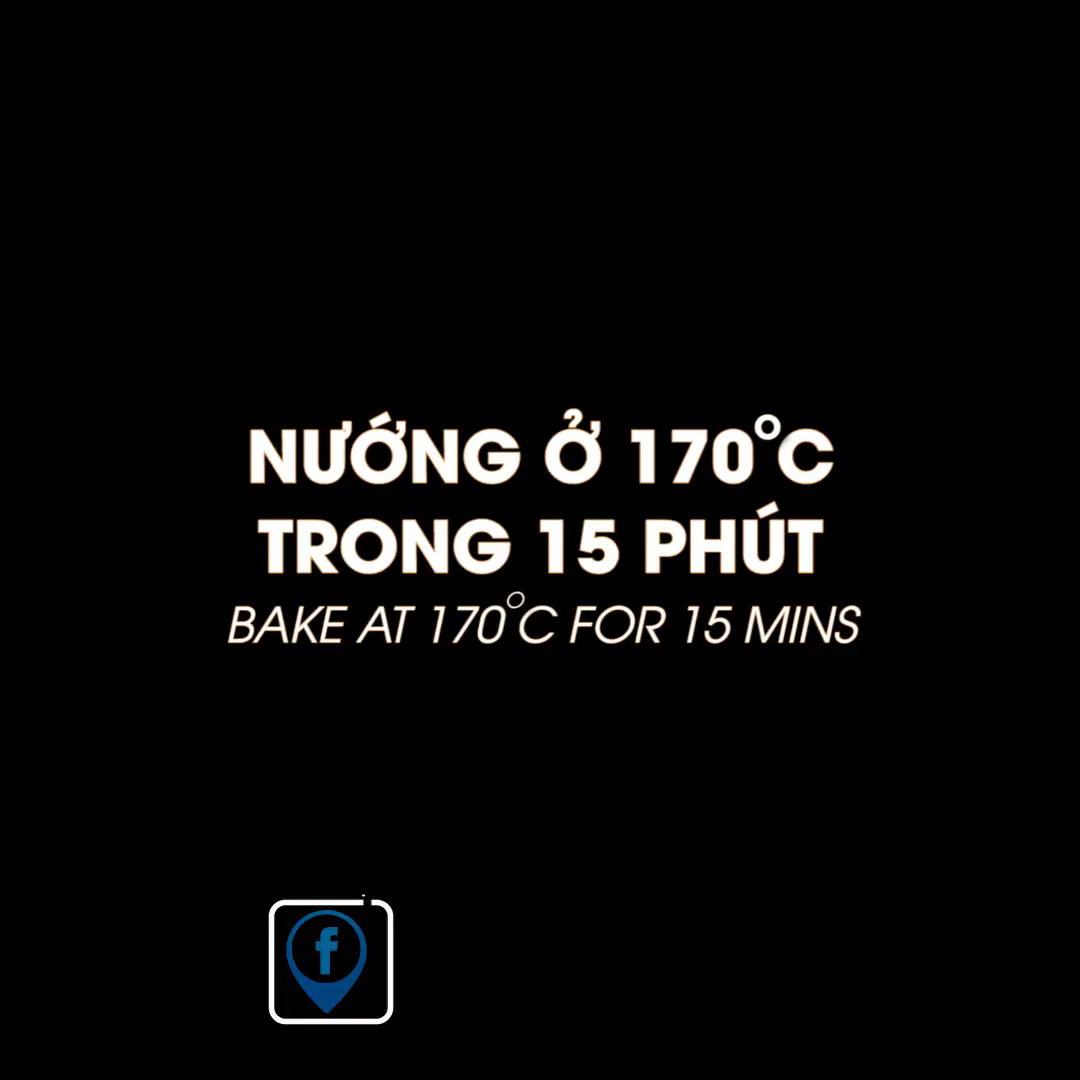 NƯỚNG Ở 170°C
TRONG 15 PHÚT
BAKE AT 170°C FOR 15 MINS
f